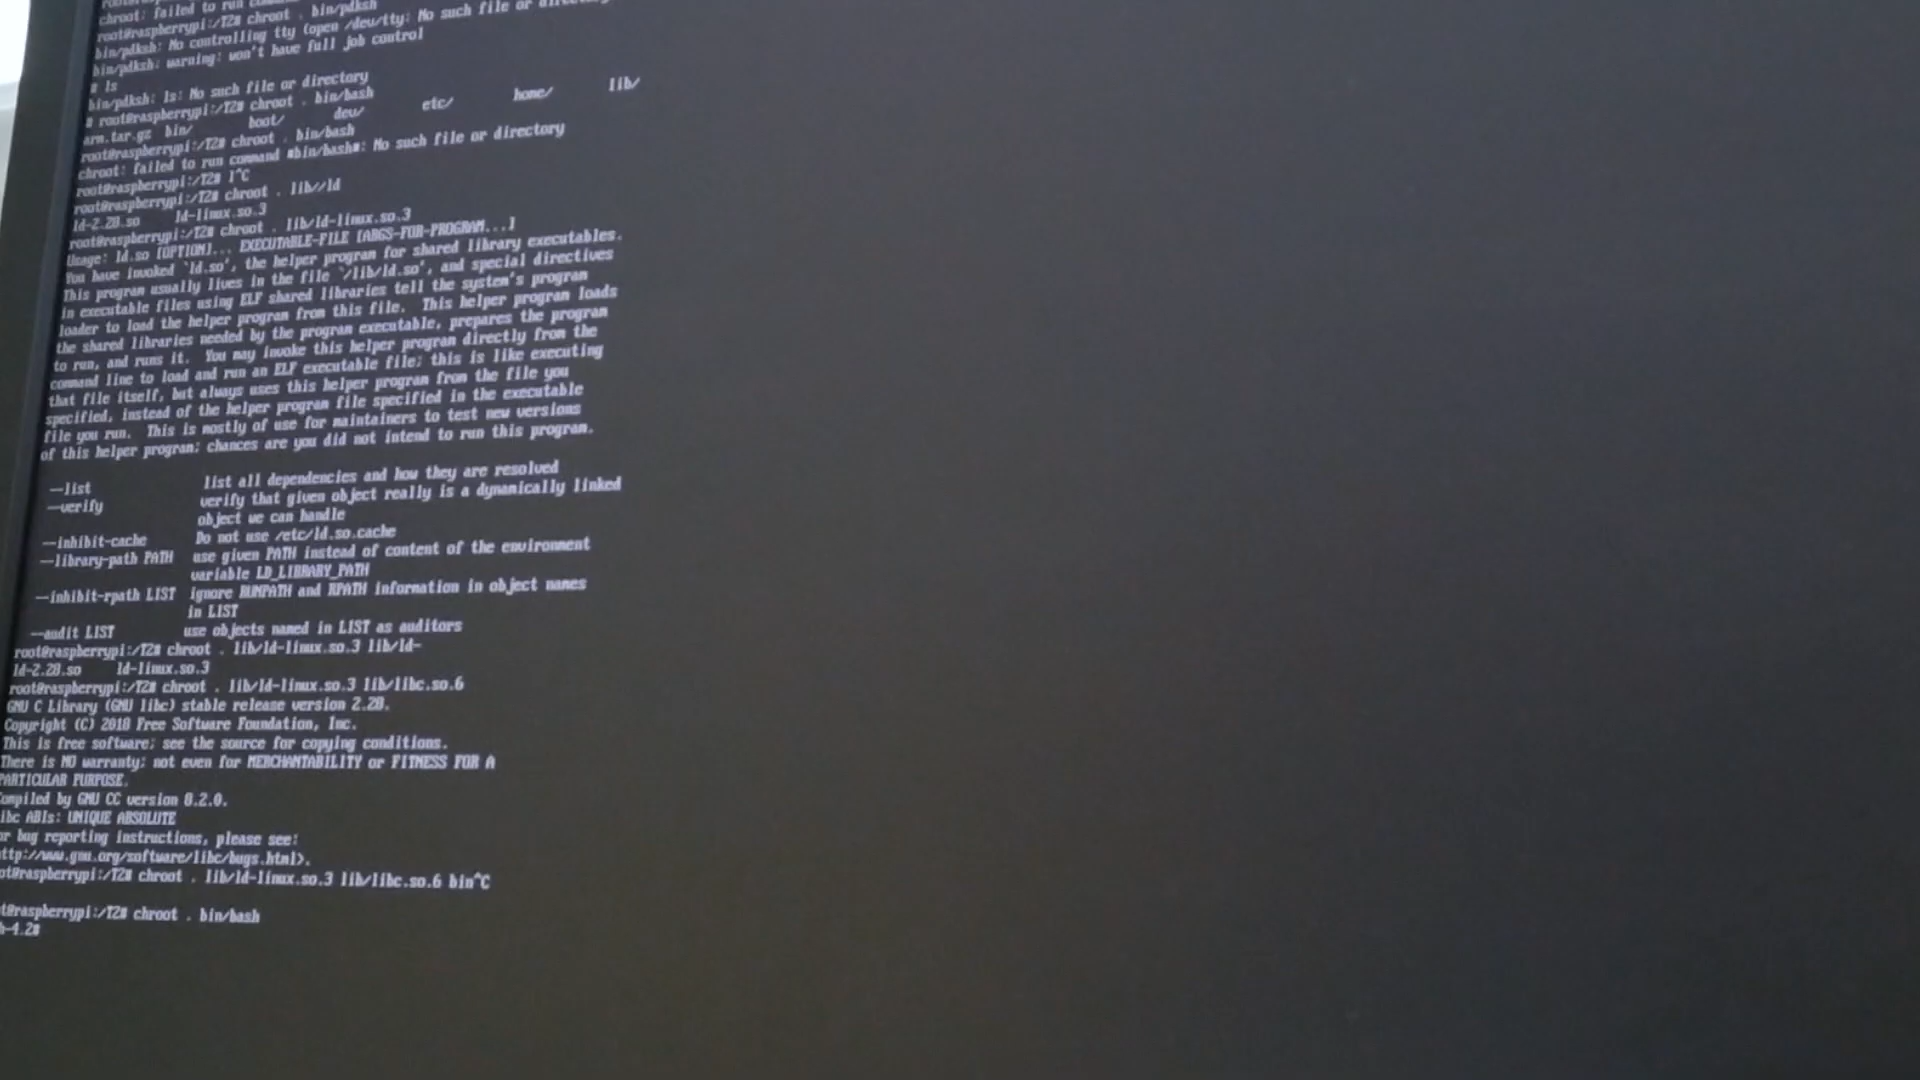 chroot: failed to run
root@raspberrypi:/T2# chroot . bin/pdksh
bin/pdksh: No controlling tty (open /dev/tty: No such file or
bin/pdksh: warning: won't have full job control
# ls
bin/pdksh: ls: No such file or directory
# root@raspberrypi:/T2# chroot . bin/bash
arm.tar.gz bin/ boot/ dev/ etc/ home/ lib/
root@raspberrypi:/T2# chroot . bin/bash
chroot: failed to run command "bin/bash": No such file or directory
root@raspberrypi:/T2# l^C
root@raspberrypi:/T2# chroot . lib//ld
ld-2.28.so ld-linux.so.3
root@raspberrypi:/T2# chroot . lib/ld-linux.so.3
Usage: ld.so [OPTION]... EXECUTABLE-FILE [ARGS-FOR-PROGRAM...]
You have invoked `ld.so', the helper program for shared library executables.
This program usually lives in the file `/lib/ld.so', and special directives
in executable files using ELF shared libraries tell the system's program
loader to load the helper program from this file. This helper program loads
the shared libraries needed by the program executable, prepares the program
to run, and runs it. You may invoke this helper program directly from the
command line to load and run an ELF executable file; this is like executing
that file itself, but always uses this helper program from the file you
specified, instead of the helper program file specified in the executable
file you run. This is mostly of use for maintainers to test new versions
of this helper program; chances are you did not intend to run this program.
--list list all dependencies and how they are resolved
--verify verify that given object really is a dynamically linked
object we can handle
--inhibit-cache Do not use /etc/ld.so.cache
--library-path PATH use given PATH instead of content of the environment
variable LD_LIBRARY_PATH
--inhibit-rpath LIST ignore RUNPATH and RPATH information in object names
in LIST
--audit LIST use objects named in LIST as auditors
root@raspberrypi:/T2# chroot . lib/ld-linux.so.3 lib/ld-
ld-2.28.so ld-linux.so.3
root@raspberrypi:/T2# chroot . lib/ld-linux.so.3 lib/libc.so.6
GNU C Library (GNU libc) stable release version 2.28.
Copyright (C) 2018 Free Software Foundation, Inc.
This is free software; see the source for copying conditions.
There is NO warranty; not even for MERCHANTABILITY or FITNESS FOR A
PARTICULAR PURPOSE.
ompiled by GNU CC version 8.2.0.
ibc ABIs: UNIQUE ABSOLUTE
or bug reporting instructions, please see:
ttp://www.gnu.org/software/libc/bugs.html>.
ot@raspberrypi:/T2# chroot . lib/ld-linux.so.3 lib/libc.so.6 bin^C
t@raspberrypi:/T2# chroot . bin/bash
h-4.2#